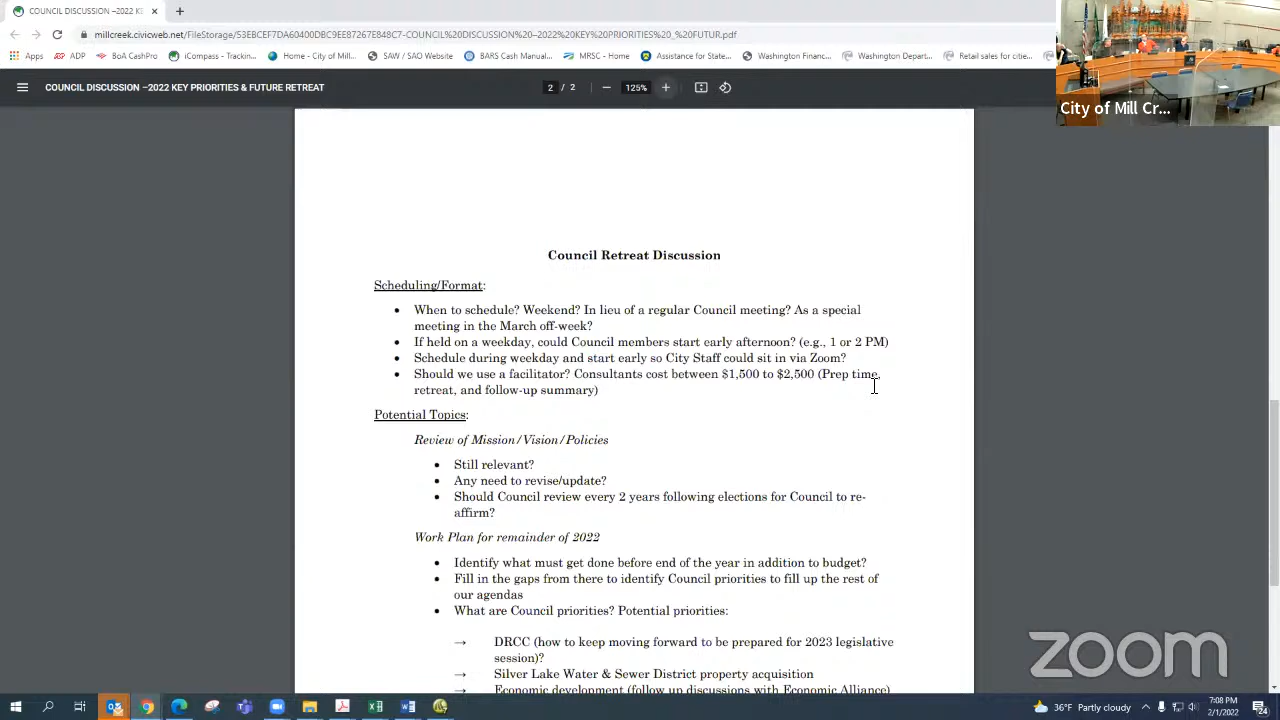 COUNCIL DISCUSSION –2022 KE
millcreek.civicweb.net/FileStorage/53EBCEF7DA60400DBC9EE87267E848C7-
SSION%20–2022%20KEY%20PRIORITIES%20_%20FUTUR.pdf
Apps
ADP
BoA CashPro
iCompass - Trackin...
Home - City of Mill...
SAW / SAO Website
BARS Cash Manual...
MRSC - Home
Assistance for State...
Washington Financ...
Washington Depart...
Retail sales for citie...
COUNCIL DISCUSSION –2022 KEY PRIORITIES & FUTURE RETREAT
2 / 2
125%
City of Mill Cr...
Council Retreat Discussion
Scheduling/Format:
• When to schedule? Weekend? In lieu of a regular Council meeting? As a special
meeting in the March off-week?
• If held on a weekday, could Council members start early afternoon? (e.g., 1 or 2 PM)
• Schedule during weekday and start early so City Staff could sit in via Zoom?
• Should we use a facilitator? Consultants cost between $1,500 to $2,500 (Prep time,
retreat, and follow-up summary)
Potential Topics:
Review of Mission/Vision/Policies
• Still relevant?
• Any need to revise/update?
• Should Council review every 2 years following elections for Council to re-
affirm?
Work Plan for remainder of 2022
• Identify what must get done before end of the year in addition to budget?
• Fill in the gaps from there to identify Council priorities to fill up the rest of
our agendas
• What are Council priorities? Potential priorities:
→ DRCC (how to keep moving forward to be prepared for 2023 legislative
session)?
→ Silver Lake Water & Sewer District property acquisition
→ Economic development (follow up discussions with Economic Alliance)
zoom
36°F Partly cloudy
7:08 PM
2/1/2022
24